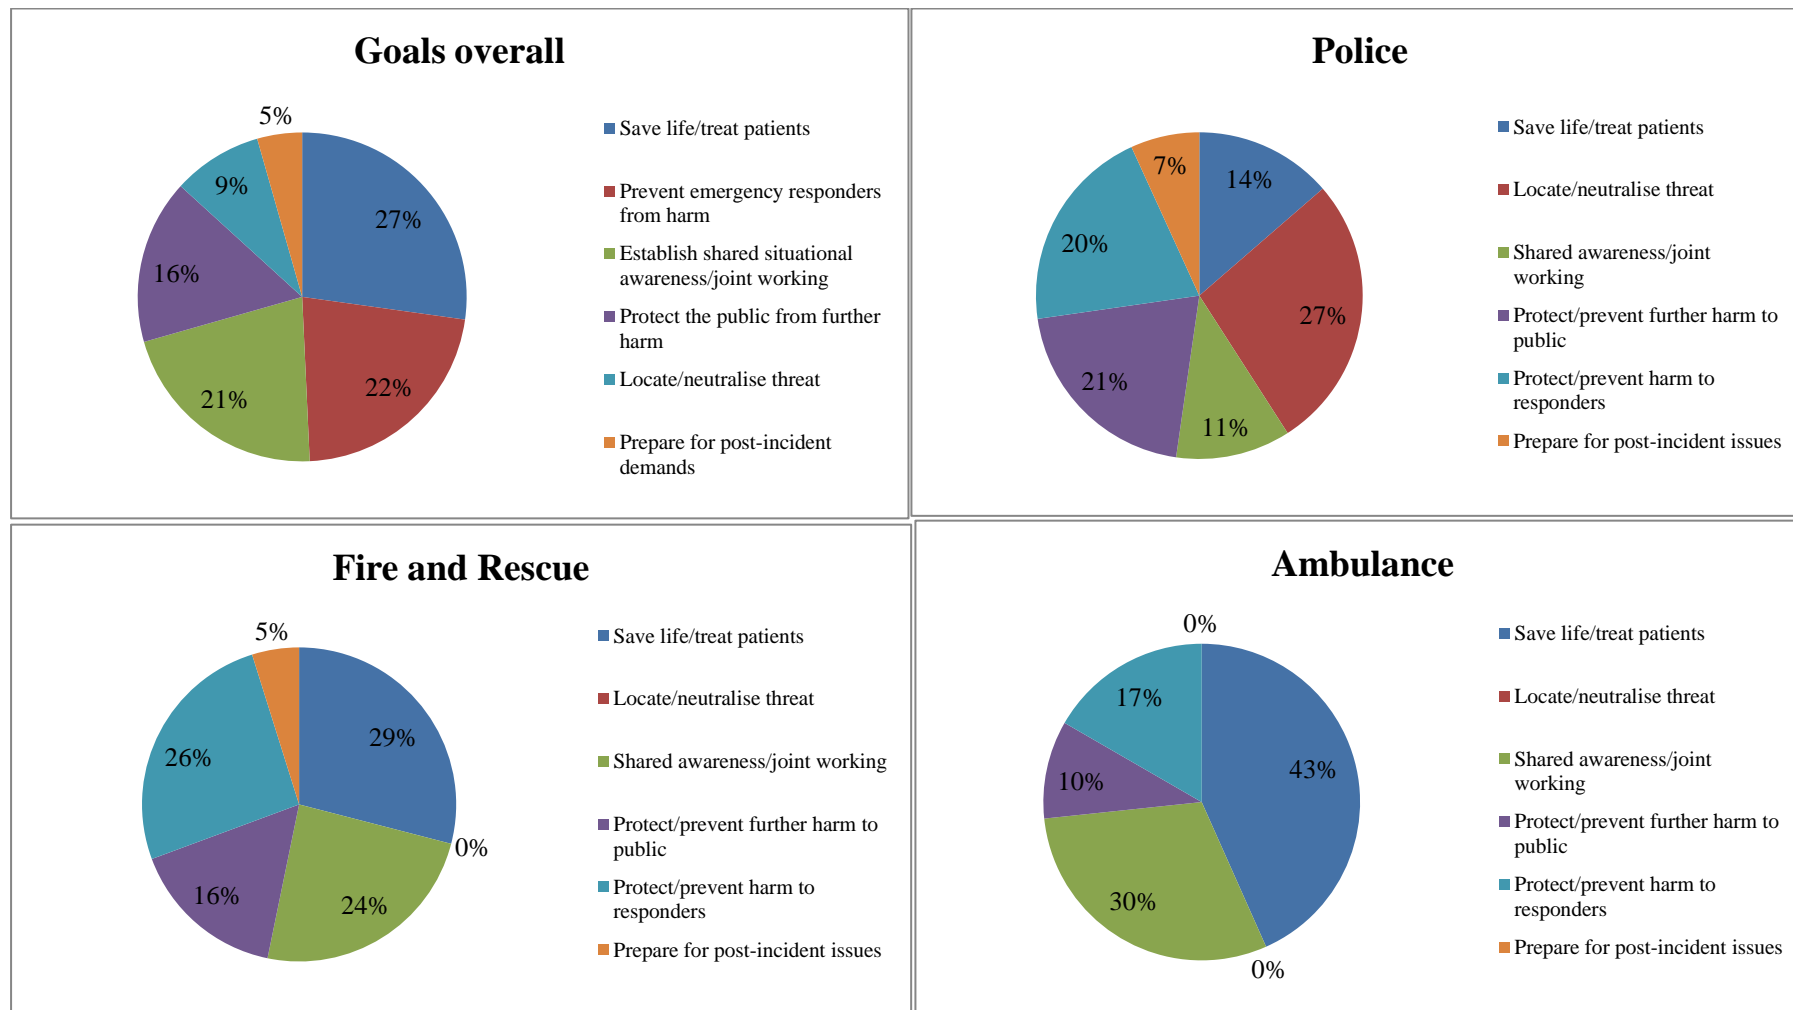 Goals overall
5%
9%
27%
16%
21%
22%
Save life/treat patients
Prevent emergency responders
from harm
Establish shared situational
awareness/joint working
Protect the public from further
harm
Locate/neutralise threat
Prepare for post-incident
demands
Police
7%
14%
20%
27%
21%
11%
Save life/treat patients
Locate/neutralise threat
Shared awareness/joint
working
Protect/prevent further harm to
public
Protect/prevent harm to
responders
Prepare for post-incident issues
Fire and Rescue
5%
29%
26%
0%
16%
24%
Save life/treat patients
Locate/neutralise threat
Shared awareness/joint working
Protect/prevent further harm to
public
Protect/prevent harm to
responders
Prepare for post-incident issues
Ambulance
0%
17%
43%
10%
30%
0%
Save life/treat patients
Locate/neutralise threat
Shared awareness/joint
working
Protect/prevent further harm to
public
Protect/prevent harm to
responders
Prepare for post-incident issues